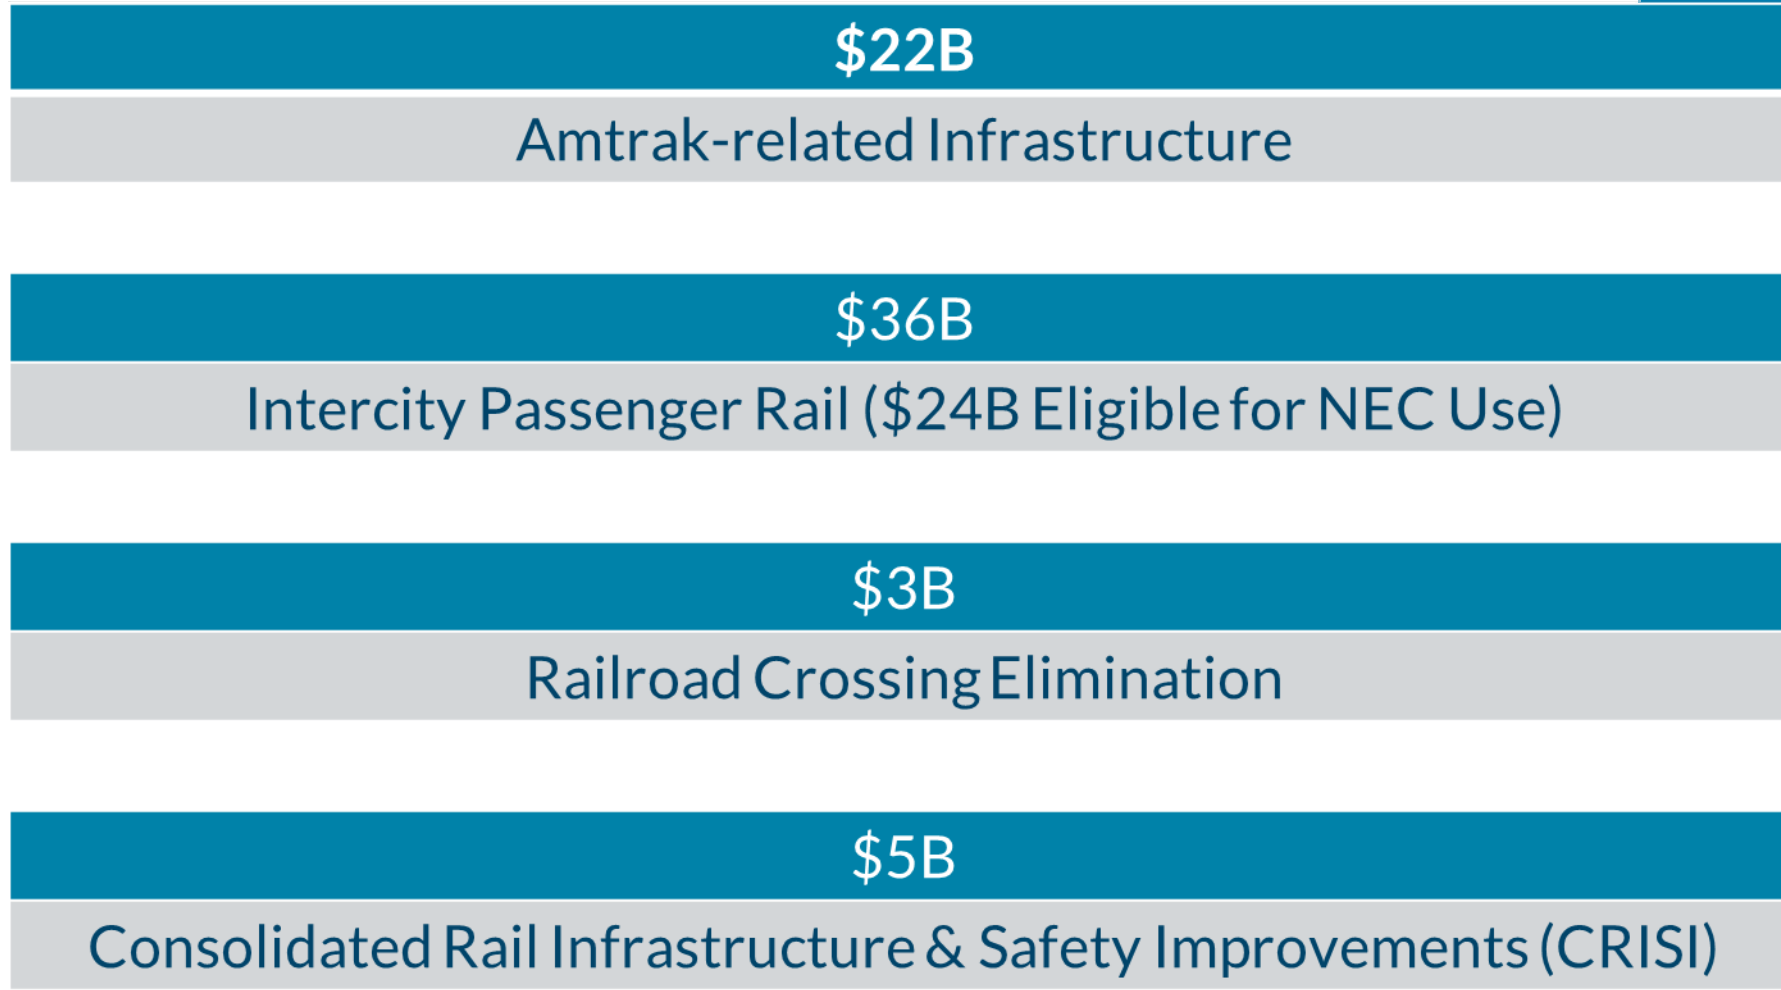 $22B
Amtrak-related Infrastructure
$36B
Intercity Passenger Rail ($24B Eligible for NEC Use)
$3B
Railroad Crossing Elimination
$5B
Consolidated Rail Infrastructure & Safety Improvements (CRISI)